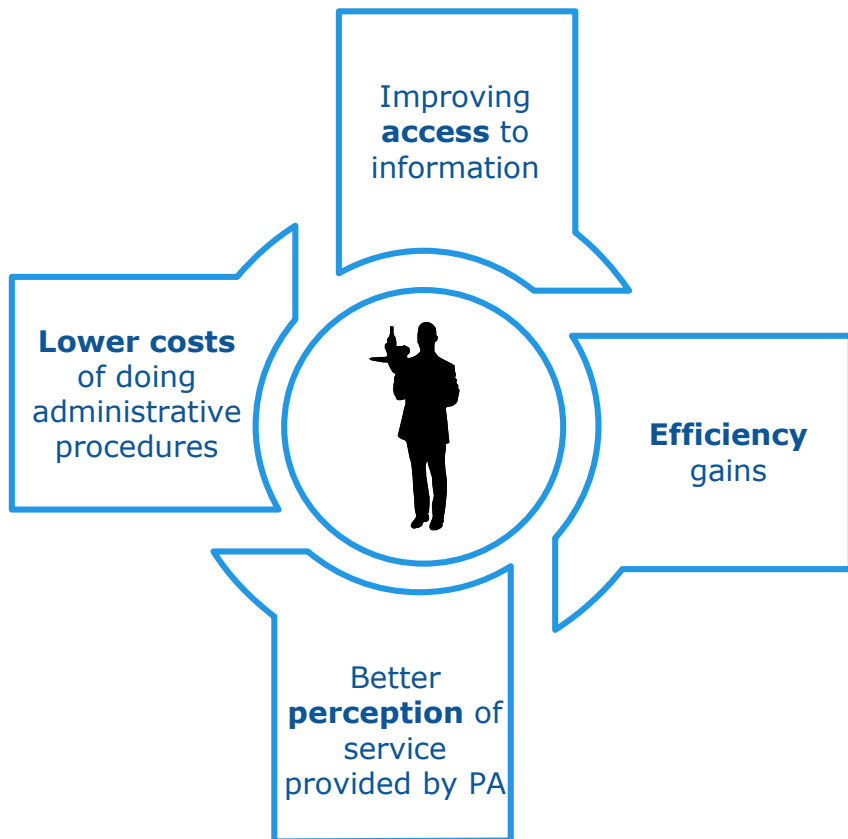 Improving
access to
information
Lower costs
of doing
administrative
procedures
Efficiency
gains
Better
perception of
service
provided by PA